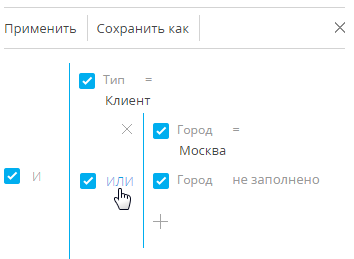 Применить Сохранить как
Тип =
Клиент
Город =
Москва
И ИЛИ Город не заполнено